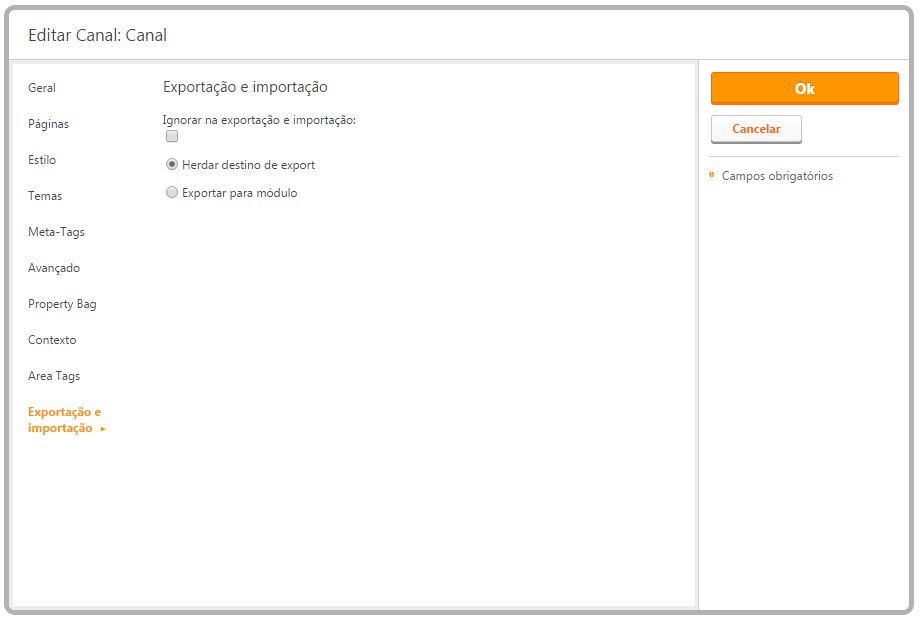 Editar Canal: Canal
Geral
Páginas
Estilo
Temas
Meta-Tags
Avançado
Property Bag
Contexto
Area Tags
Exportação e
importação
Exportação e importação
Ignorar na exportação e importação:
Herdar destino de export
Exportar para módulo
Ok
Cancelar
Campos obrigatórios